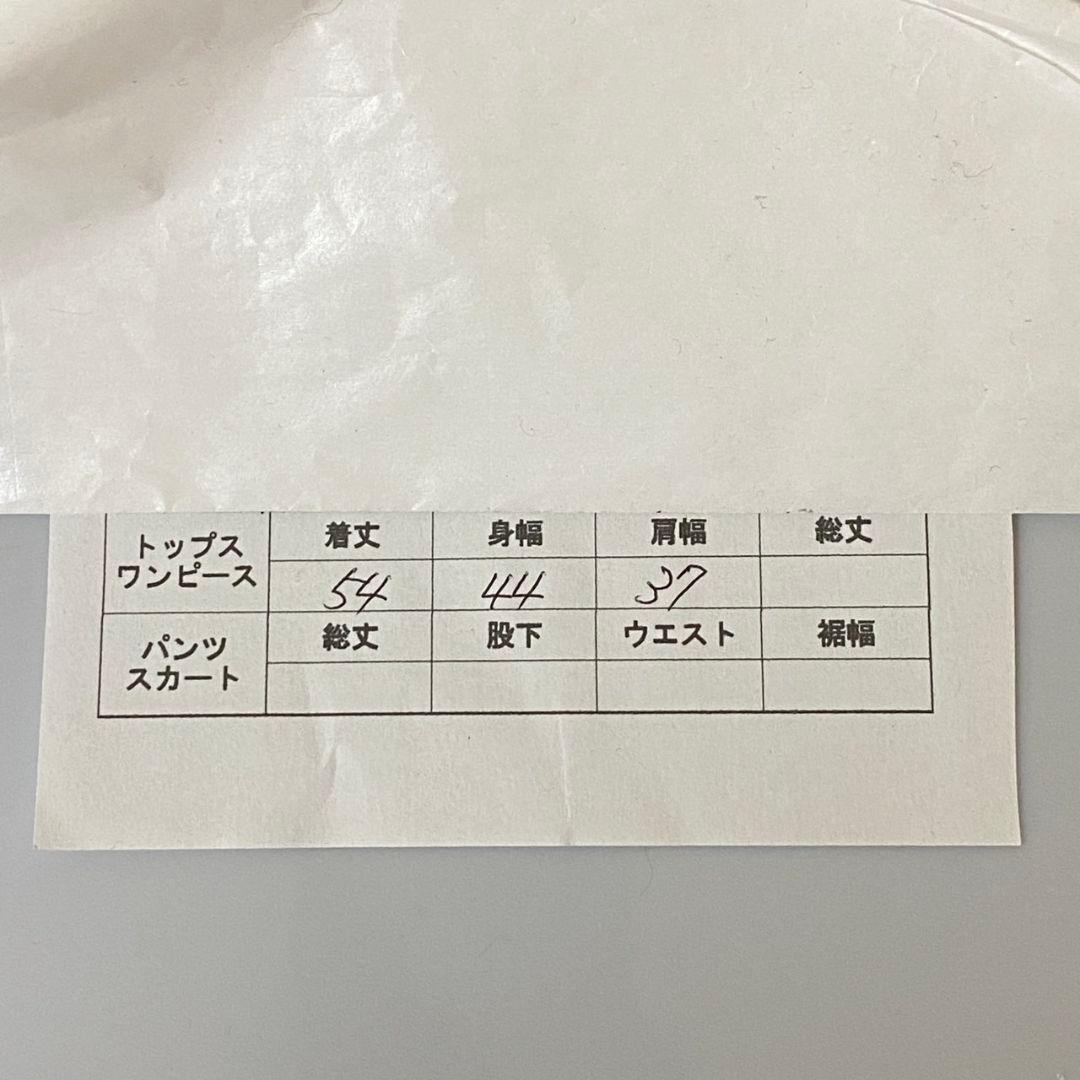 トップス
ワンピース
着丈 身幅 肩幅 総丈
54 44 37
パンツ
スカート
総丈 股下 ウエスト 裾幅